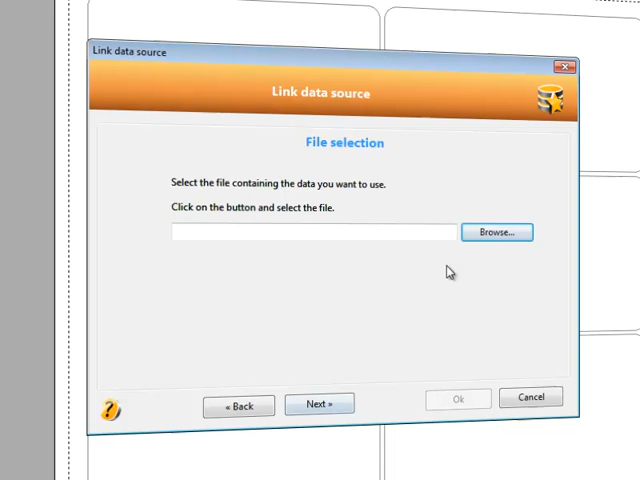 Link data source
Link data source
File selection
Select the file containing the data you want to use.
Click on the button and select the file.
Browse...
?
« Back
Next »
Ok
Cancel